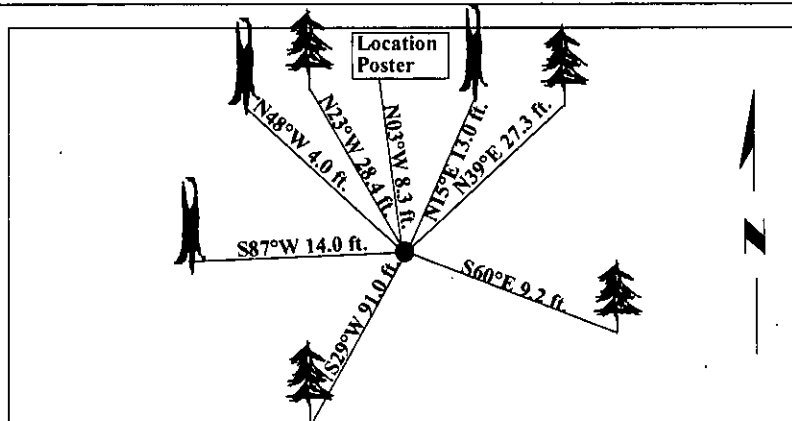 Location
Poster
N48°W 4.0 ft.
N23°W 28.4 ft.
N03°W 8.3 ft.
N15°E 13.0 ft.
N39°E 27.3 ft.
S87°W 14.0 ft.
S60°E 9.2 ft.
S29°W 91.0 ft.
N